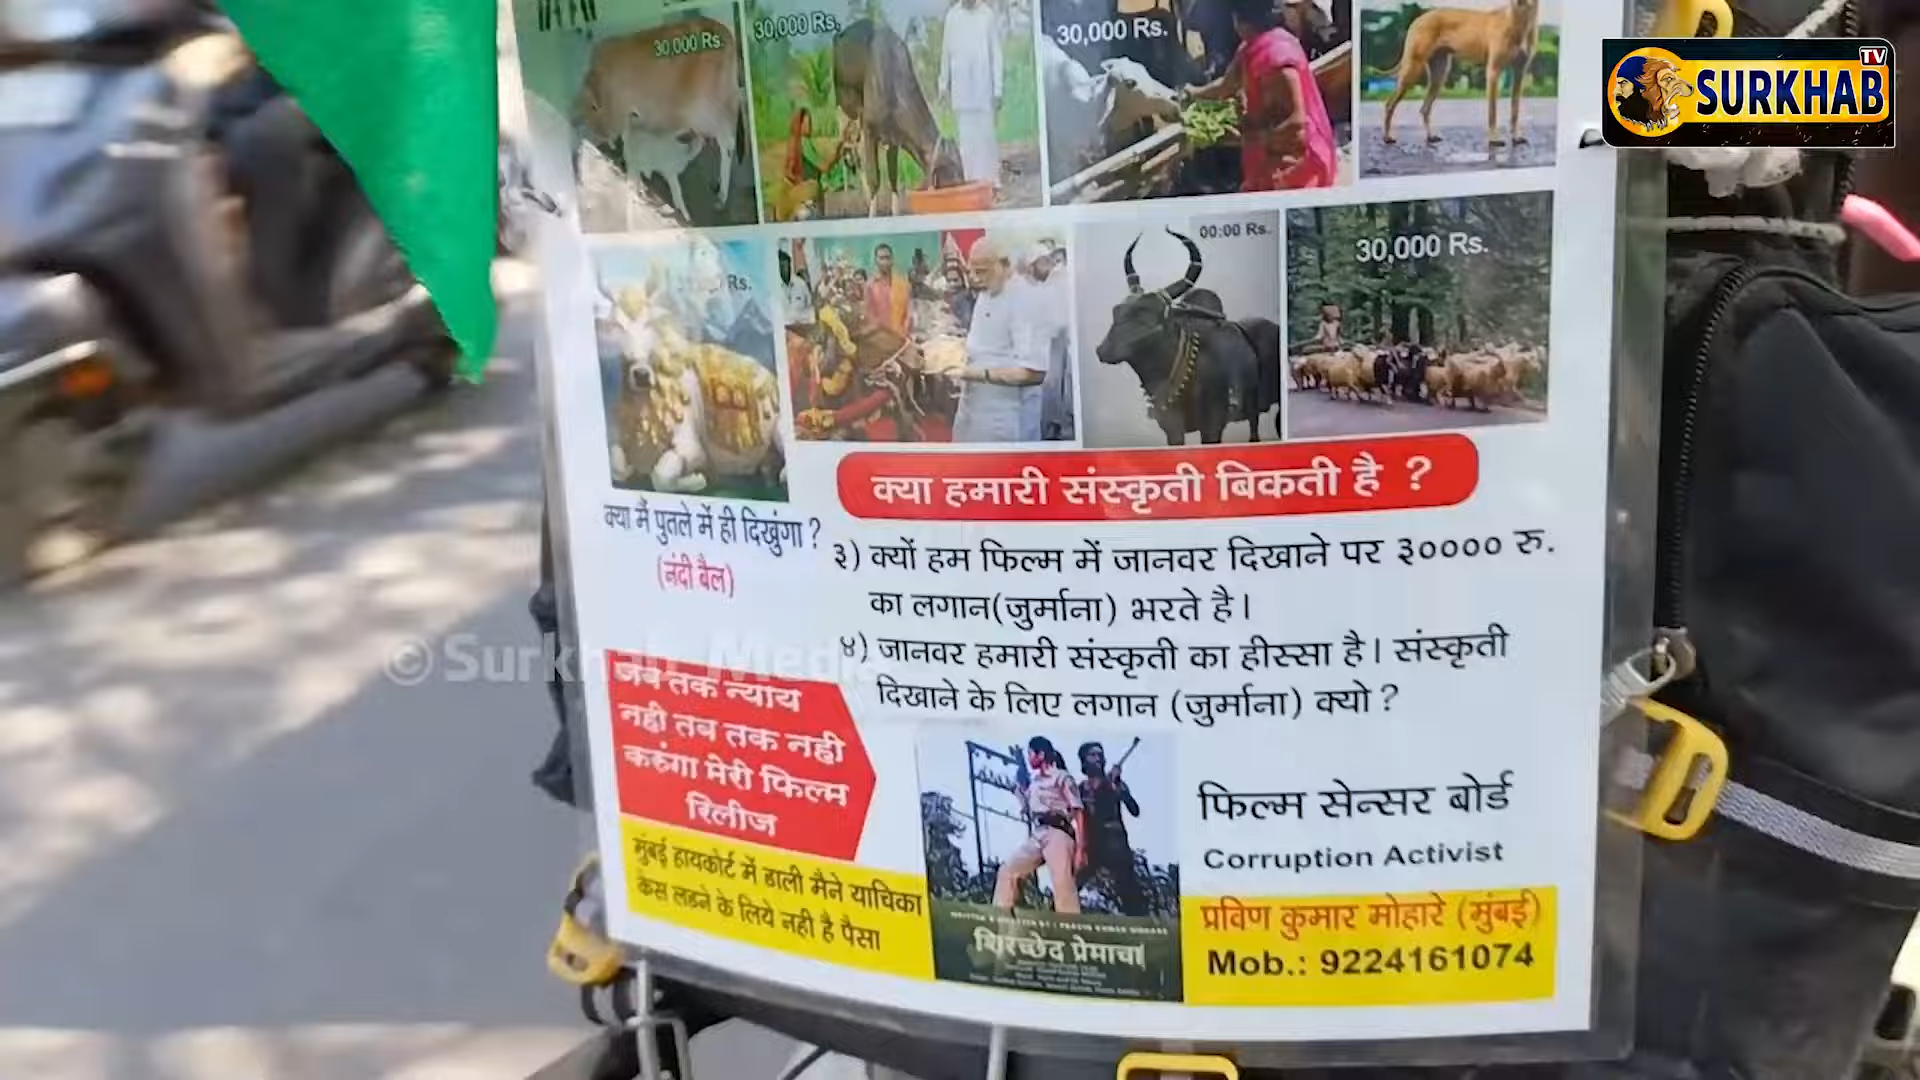 30,000 Rs.
30,000 Rs.
30,000 Rs.
TV
SURKHAB
Rs.
00:00 Rs.
30,000 Rs.
क्या हमारी संस्कृती बिकती है ?
क्या मैं पुतले में ही दिखुंगा ?
(नंदी बैल)
३) क्यों हम फिल्म में जानवर दिखाने पर ३०००० रु.
का लगान(जुर्माना) भरते है।
४) जानवर हमारी संस्कृती का हीस्सा है। संस्कृती
दिखाने के लिए लगान (जुर्माना) क्यो ?
©Surkhab Media
जब तक न्याय
नही तब तक नही
करुंगा मेरी फिल्म
रिलीज
मुंबई हायकोर्ट में डाली मैने याचिका
केस लडने के लिये नही है पैसा
शिरच्छेद प्रेमाचा
फिल्म सेन्सर बोर्ड
Corruption Activist
प्रविण कुमार मोहारे (मुंबई)
Mob.: 9224161074